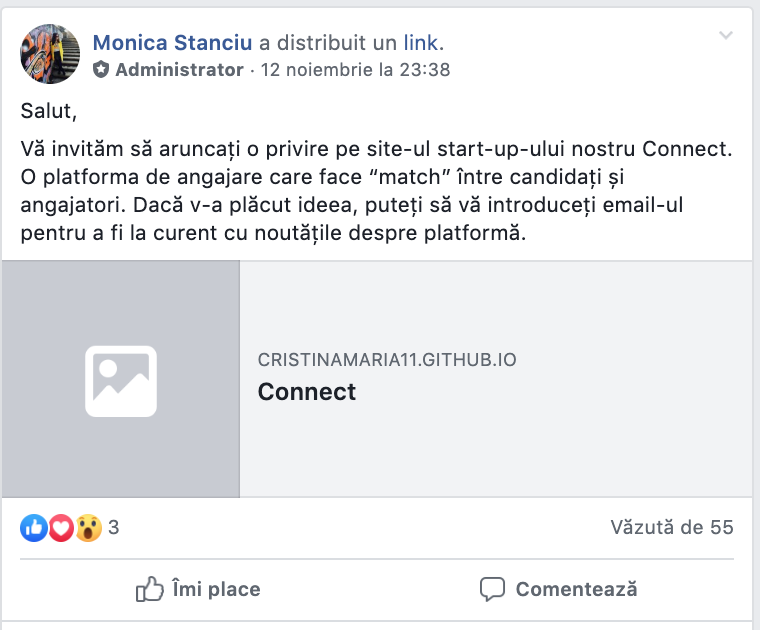 Monica Stanciu a distribuit un link.
Administrator · 12 noiembrie la 23:38
Salut,
Vă invităm să aruncați o privire pe site-ul start-up-ului nostru Connect.
O platforma de angajare care face “match” între candidați și
angajatori. Dacă v-a plăcut ideea, puteți să vă introduceți email-ul
pentru a fi la curent cu noutățile despre platformă.
CRISTINAMARIA11.GITHUB.IO
Connect
3
Văzută de 55
Îmi place
Comentează